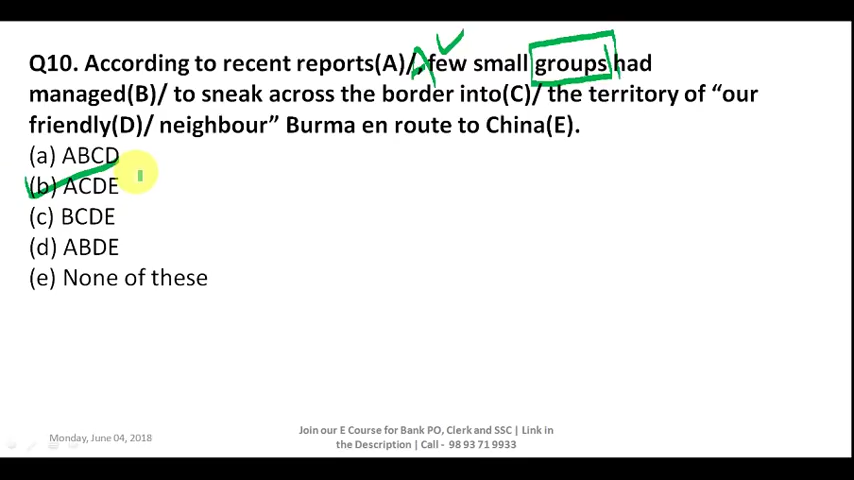 Q10. According to recent reports(A)/, few small groups had
managed(B)/ to sneak across the border into(C)/ the territory of “our
friendly(D)/ neighbour” Burma en route to China(E).
(a) ABCD
(b) ACDE
(c) BCDE
(d) ABDE
(e) None of these
Monday, June 04, 2018
Join our E Course for Bank PO, Clerk and SSC | Link in
the Description | Call - 98 93 71 9933